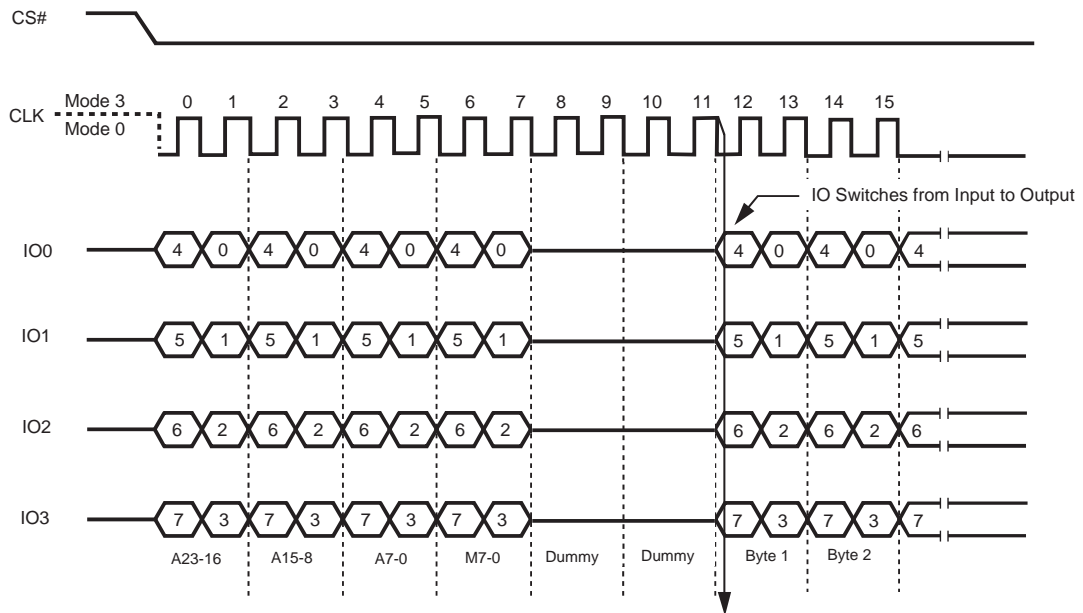 CS#
Mode 3
CLK
Mode 0
0 1 2 3 4 5 6 7 8 9 10 11 12 13 14 15
IO Switches from Input to Output
IO0 4 0 4 0 4 0 4 0 4 0 4 0 4
IO1 5 1 5 1 5 1 5 1 5 1 5 1 5
IO2 6 2 6 2 6 2 6 2 6 2 6 2 6
IO3 7 3 7 3 7 3 7 3 7 3 7 3 7
A23-16 A15-8 A7-0 M7-0 Dummy Dummy Byte 1 Byte 2